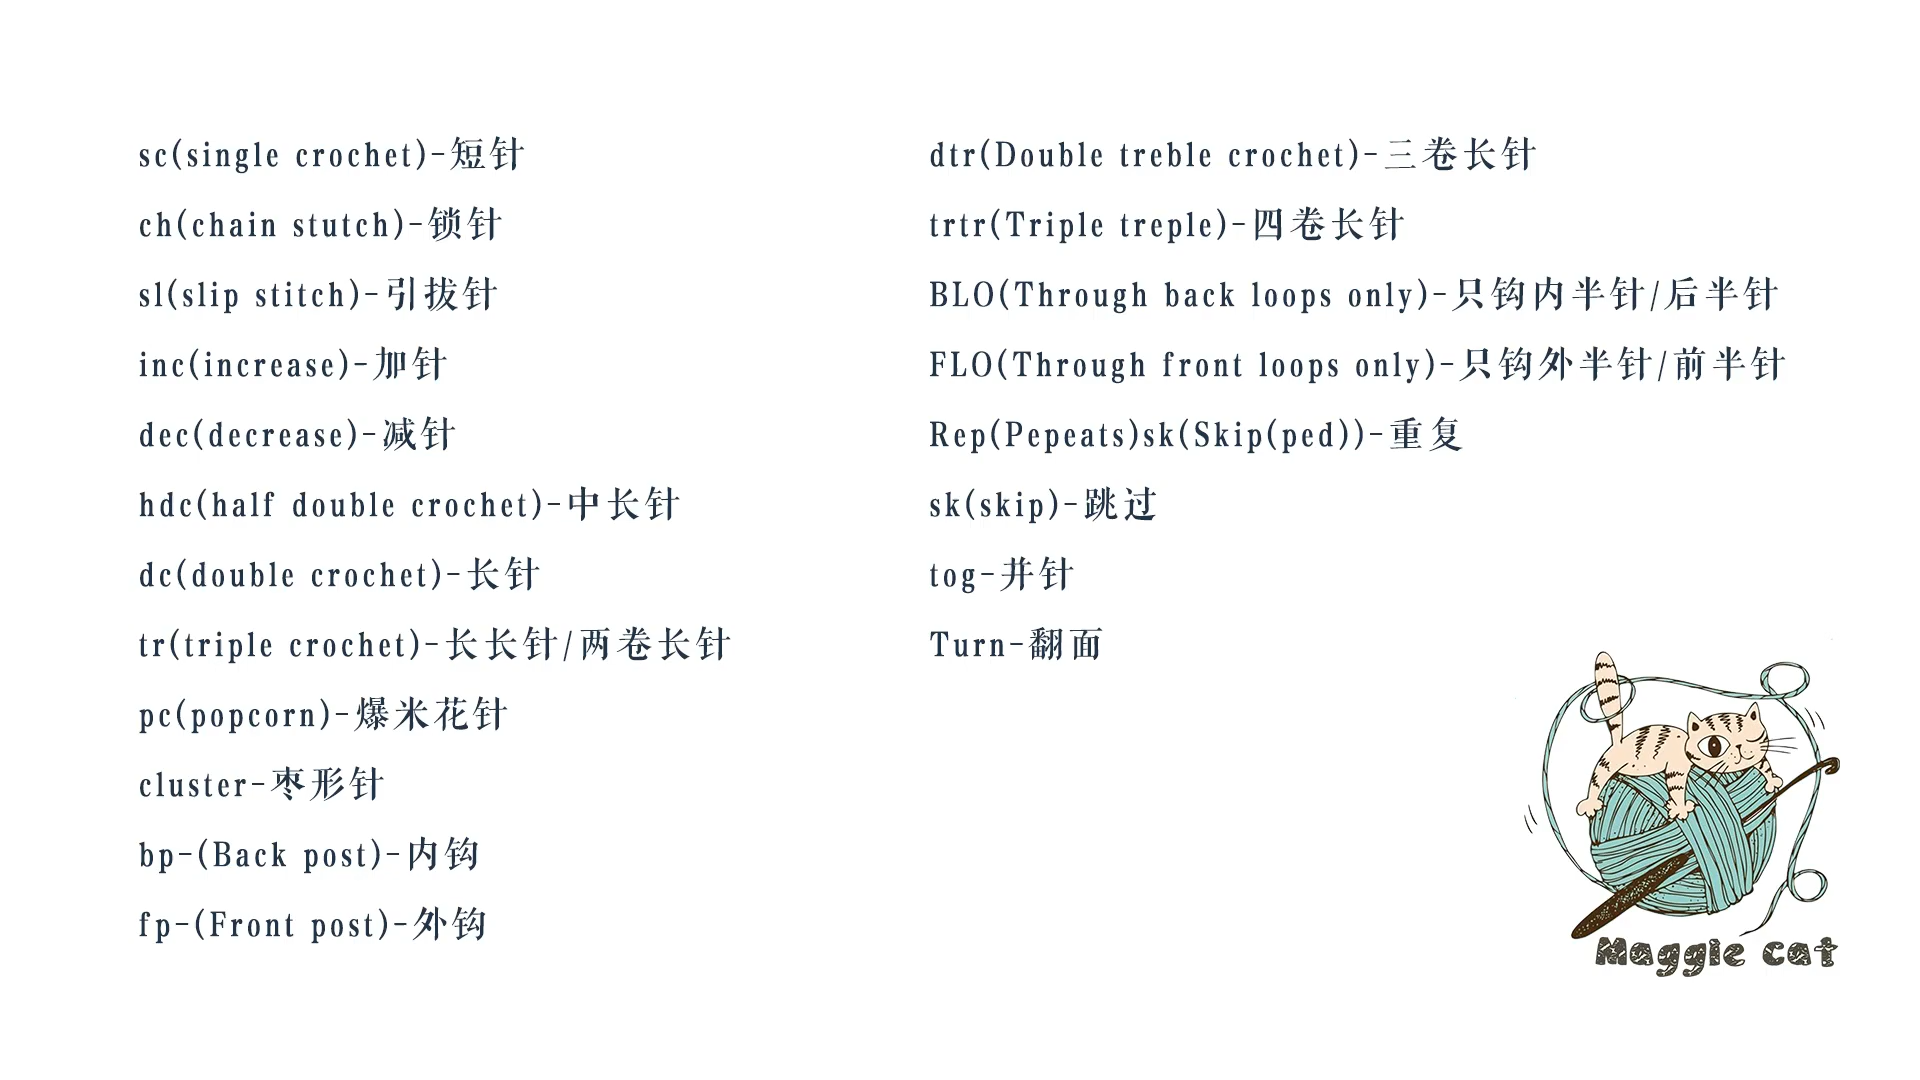 sc(single crochet)-短针
ch(chain stutch)-锁针
sl(slip stitch)-引拔针
inc(increase)-加针
dec(decrease)-减针
hdc(half double crochet)-中长针
dc(double crochet)-长针
tr(triple crochet)-长长针/两卷长针
pc(popcorn)-爆米花针
cluster-枣形针
bp-(Back post)-内钩
fp-(Front post)-外钩
dtr(Double treble crochet)-三卷长针
trtr(Triple treple)-四卷长针
BLO(Through back loops only)-只钩内半针/后半针
FLO(Through front loops only)-只钩外半针/前半针
Rep(Pepeats)sk(Skip(ped))-重复
sk(skip)-跳过
tog-并针
Turn-翻面
Maggie cat